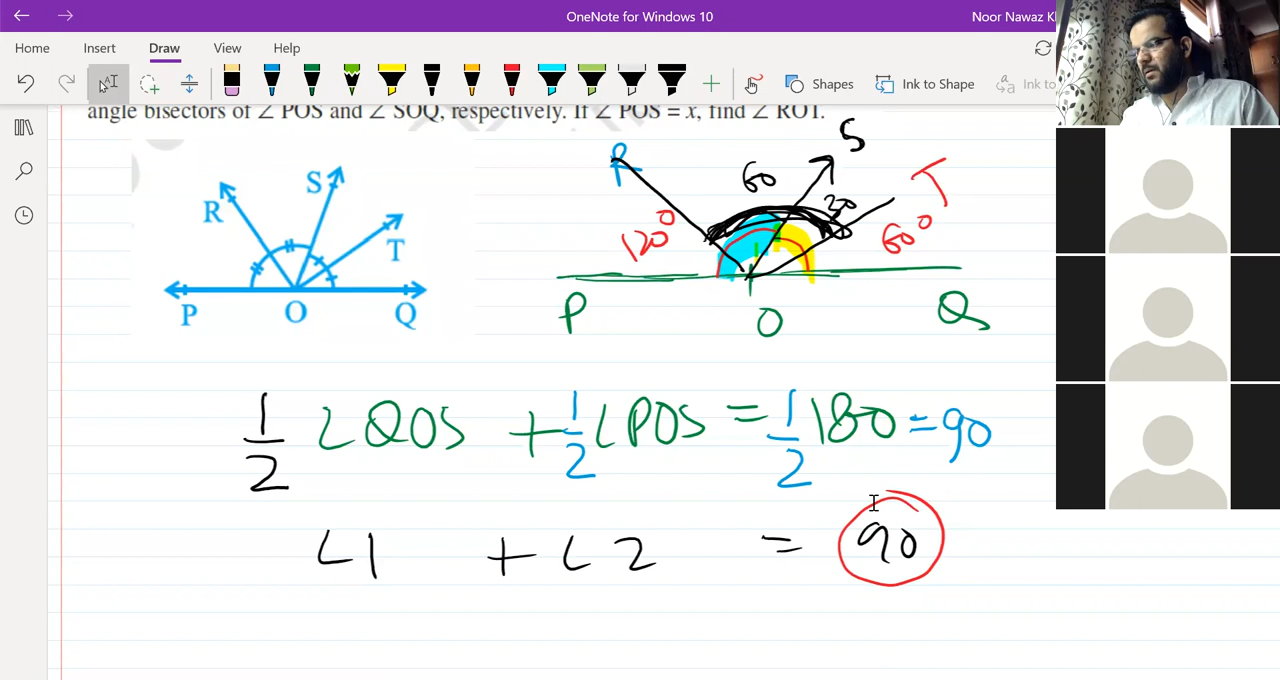 OneNote for Windows 10
Noor Nawaz Kh
Home Insert Draw View Help
Shapes Ink to Shape Ink to
angle bisectors of ∠ POS and ∠ SOQ, respectively. If ∠ POS = x, find ∠ ROT.
R S T
P O Q
R 60 S 30 T
120° 60°
P O Q
1/2 ∠QOS + 1/2 ∠POS = 1/2 180 = 90
∠1 + ∠2 = 90